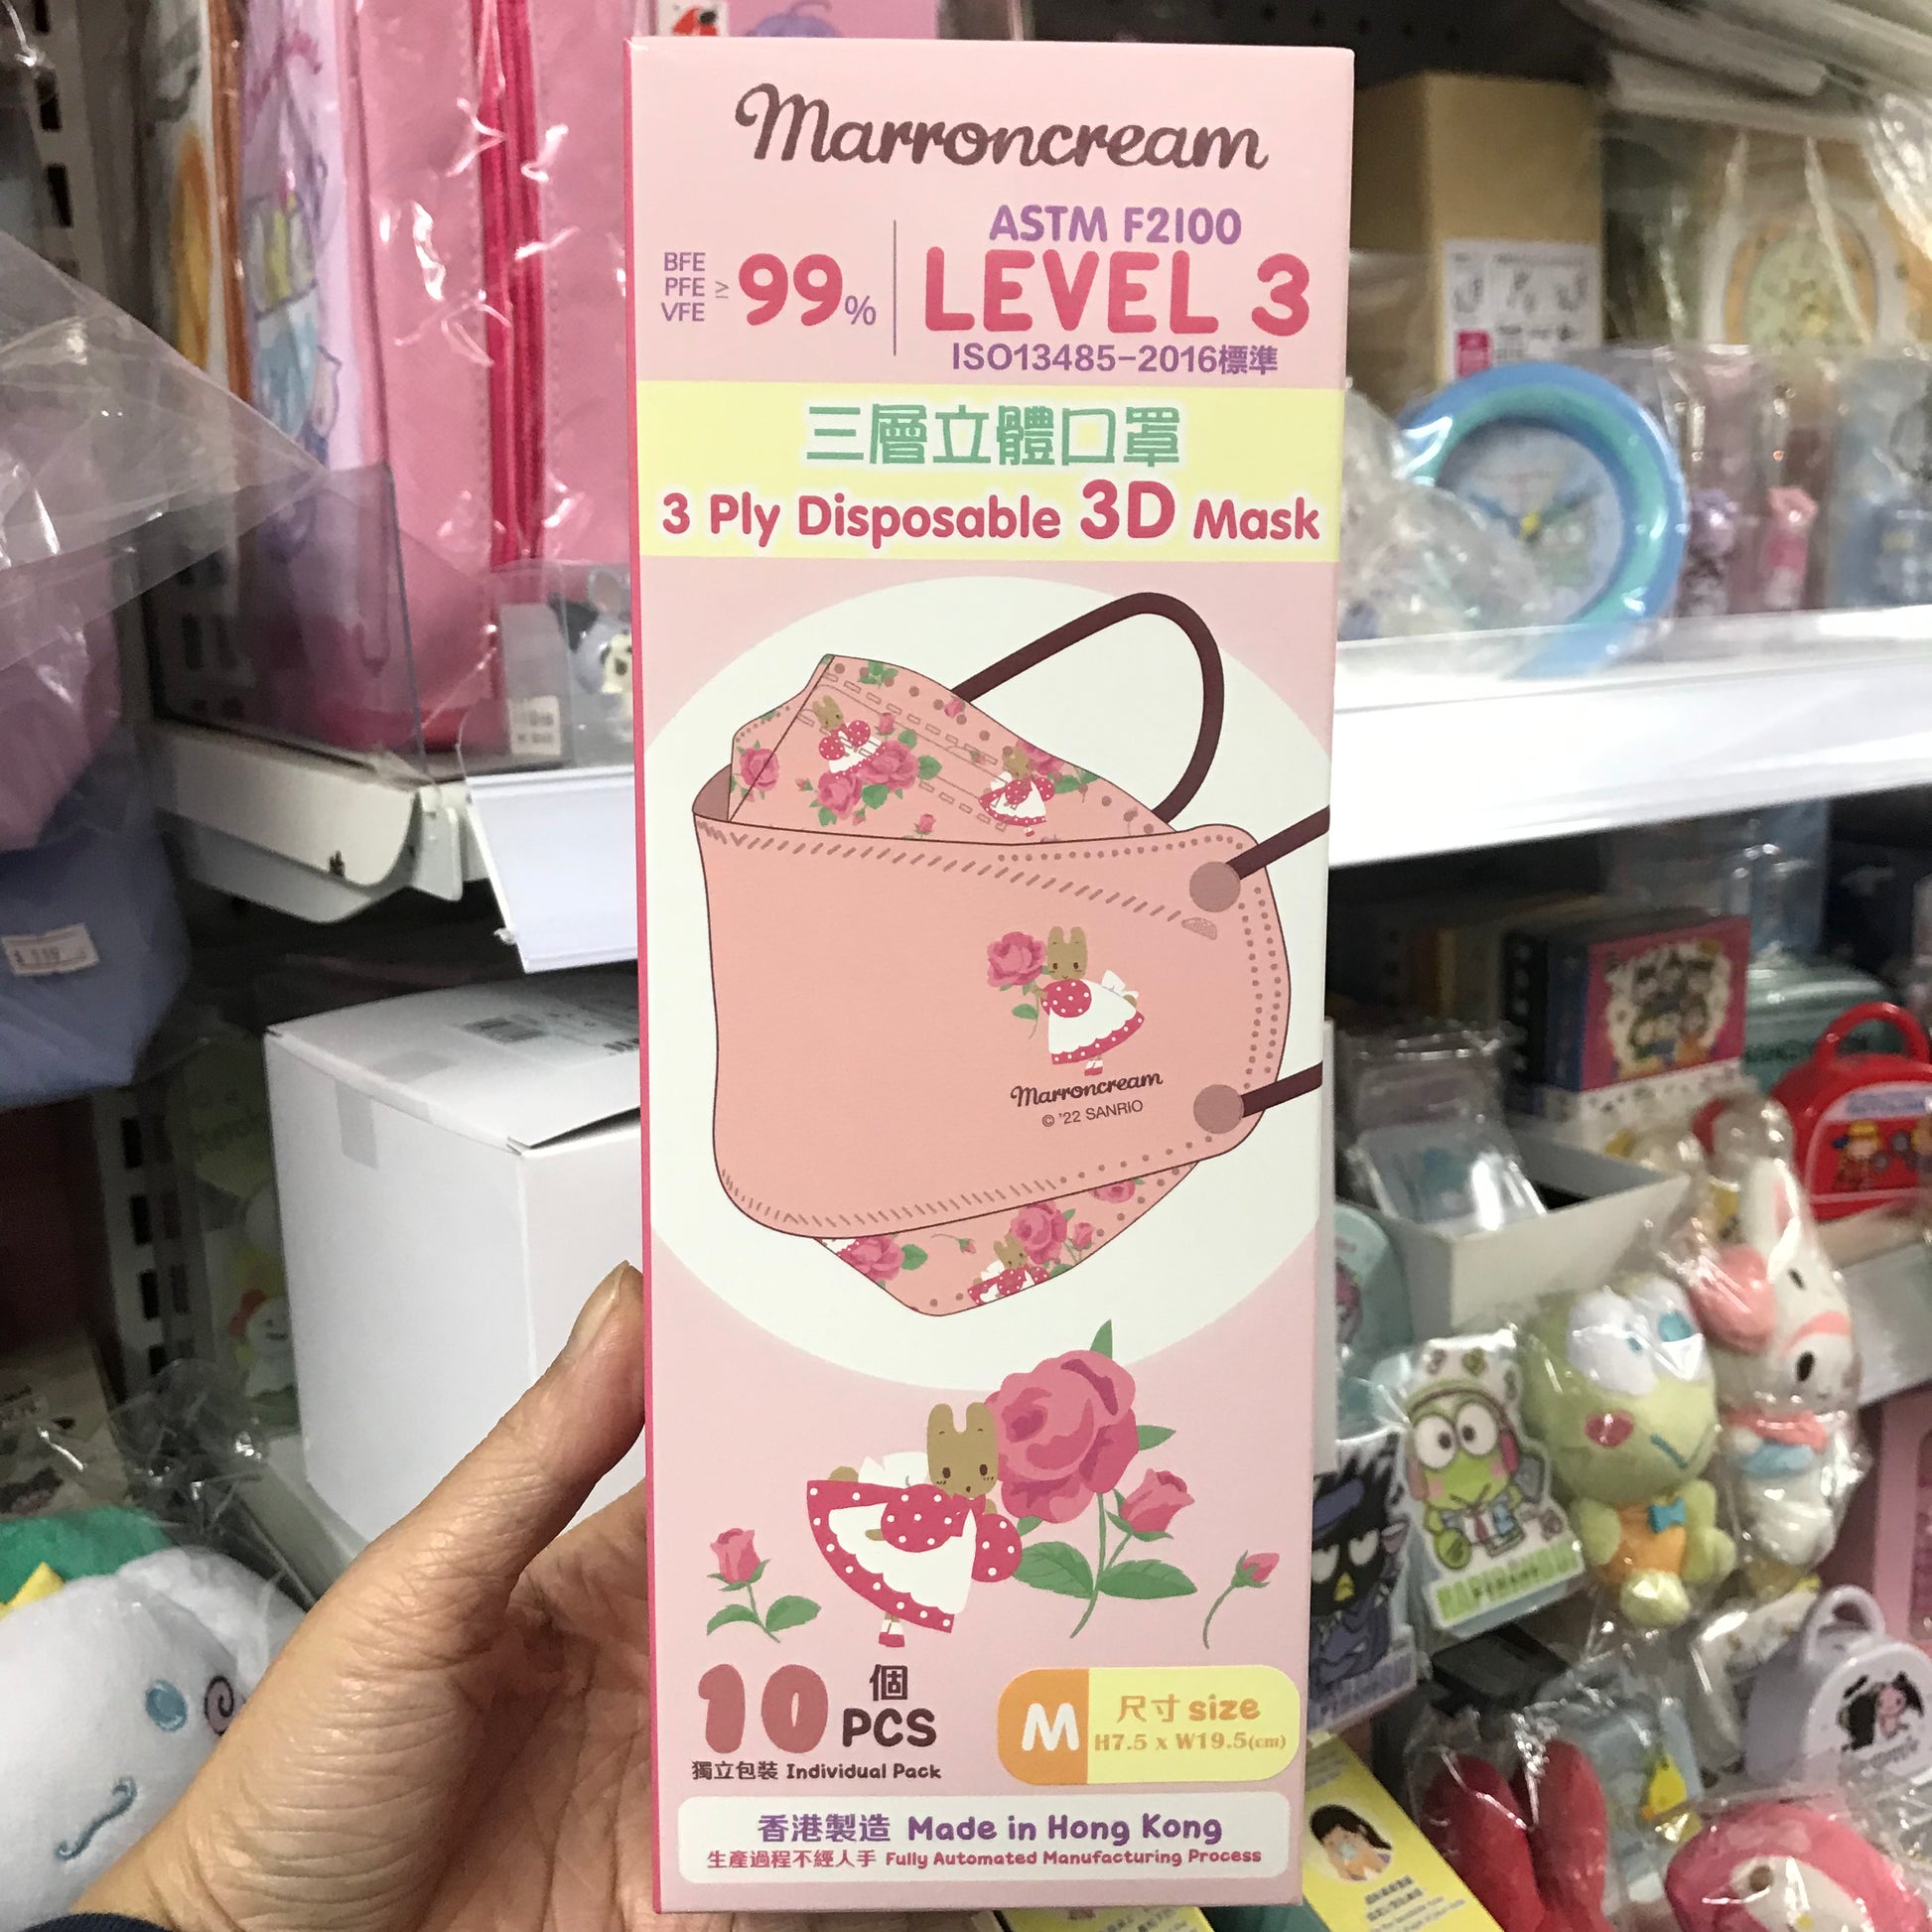 Marroncream
BFE
PFE
VFE
≥ 99%
ASTM F2100
LEVEL 3
ISO13485-2016標準
三層立體口罩
3 Ply Disposable 3D Mask
Marroncream
© '22 SANRIO
10 個 PCS
獨立包裝 Individual Pack
M 尺寸 size
H7.5 x W19.5(cm)
香港製造 Made in Hong Kong
生產過程不經人手 Fully Automated Manufacturing Process